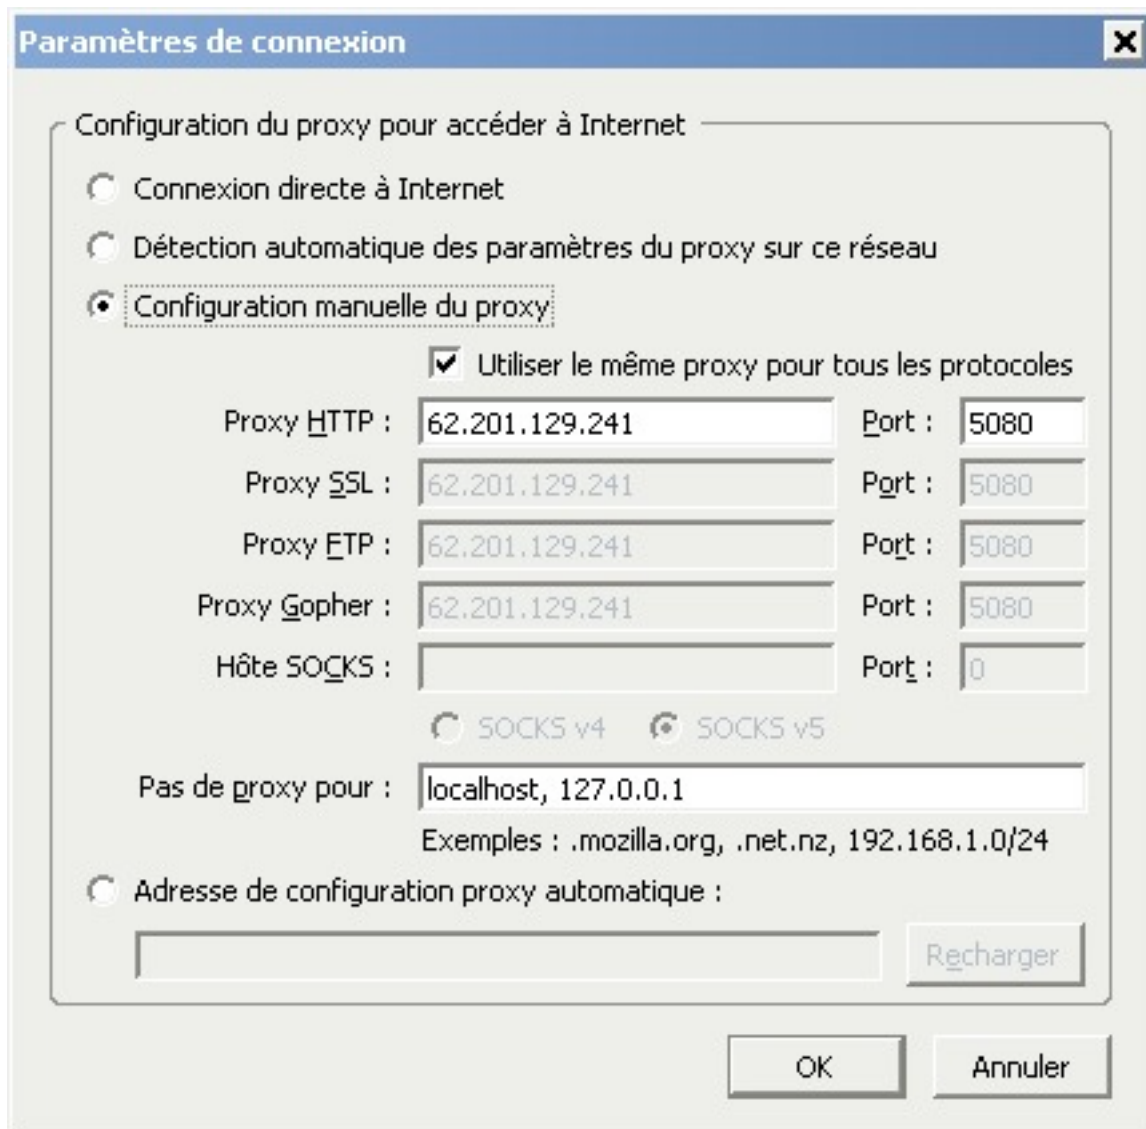 Paramètres de connexion
Configuration du proxy pour accéder à Internet
Connexion directe à Internet
Détection automatique des paramètres du proxy sur ce réseau
Configuration manuelle du proxy
Utiliser le même proxy pour tous les protocoles
Proxy HTTP : 62.201.129.241 Port : 5080
Proxy SSL : 62.201.129.241 Port : 5080
Proxy FTP : 62.201.129.241 Port : 5080
Proxy Gopher : 62.201.129.241 Port : 5080
Hôte SOCKS : Port : 0
SOCKS v4 SOCKS v5
Pas de proxy pour : localhost, 127.0.0.1
Exemples : .mozilla.org, .net.nz, 192.168.1.0/24
Adresse de configuration proxy automatique :
Recharger
OK Annuler